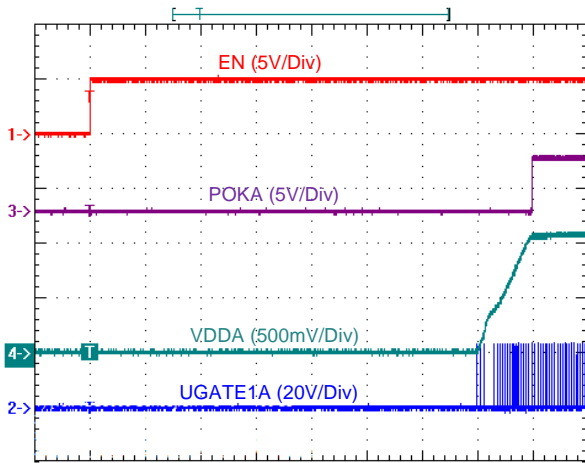 T
EN (5V/Div)
T
1->
POKA (5V/Div)
3->
T
VDDA (500mV/Div)
4->
T
UGATE1A (20V/Div)
2->